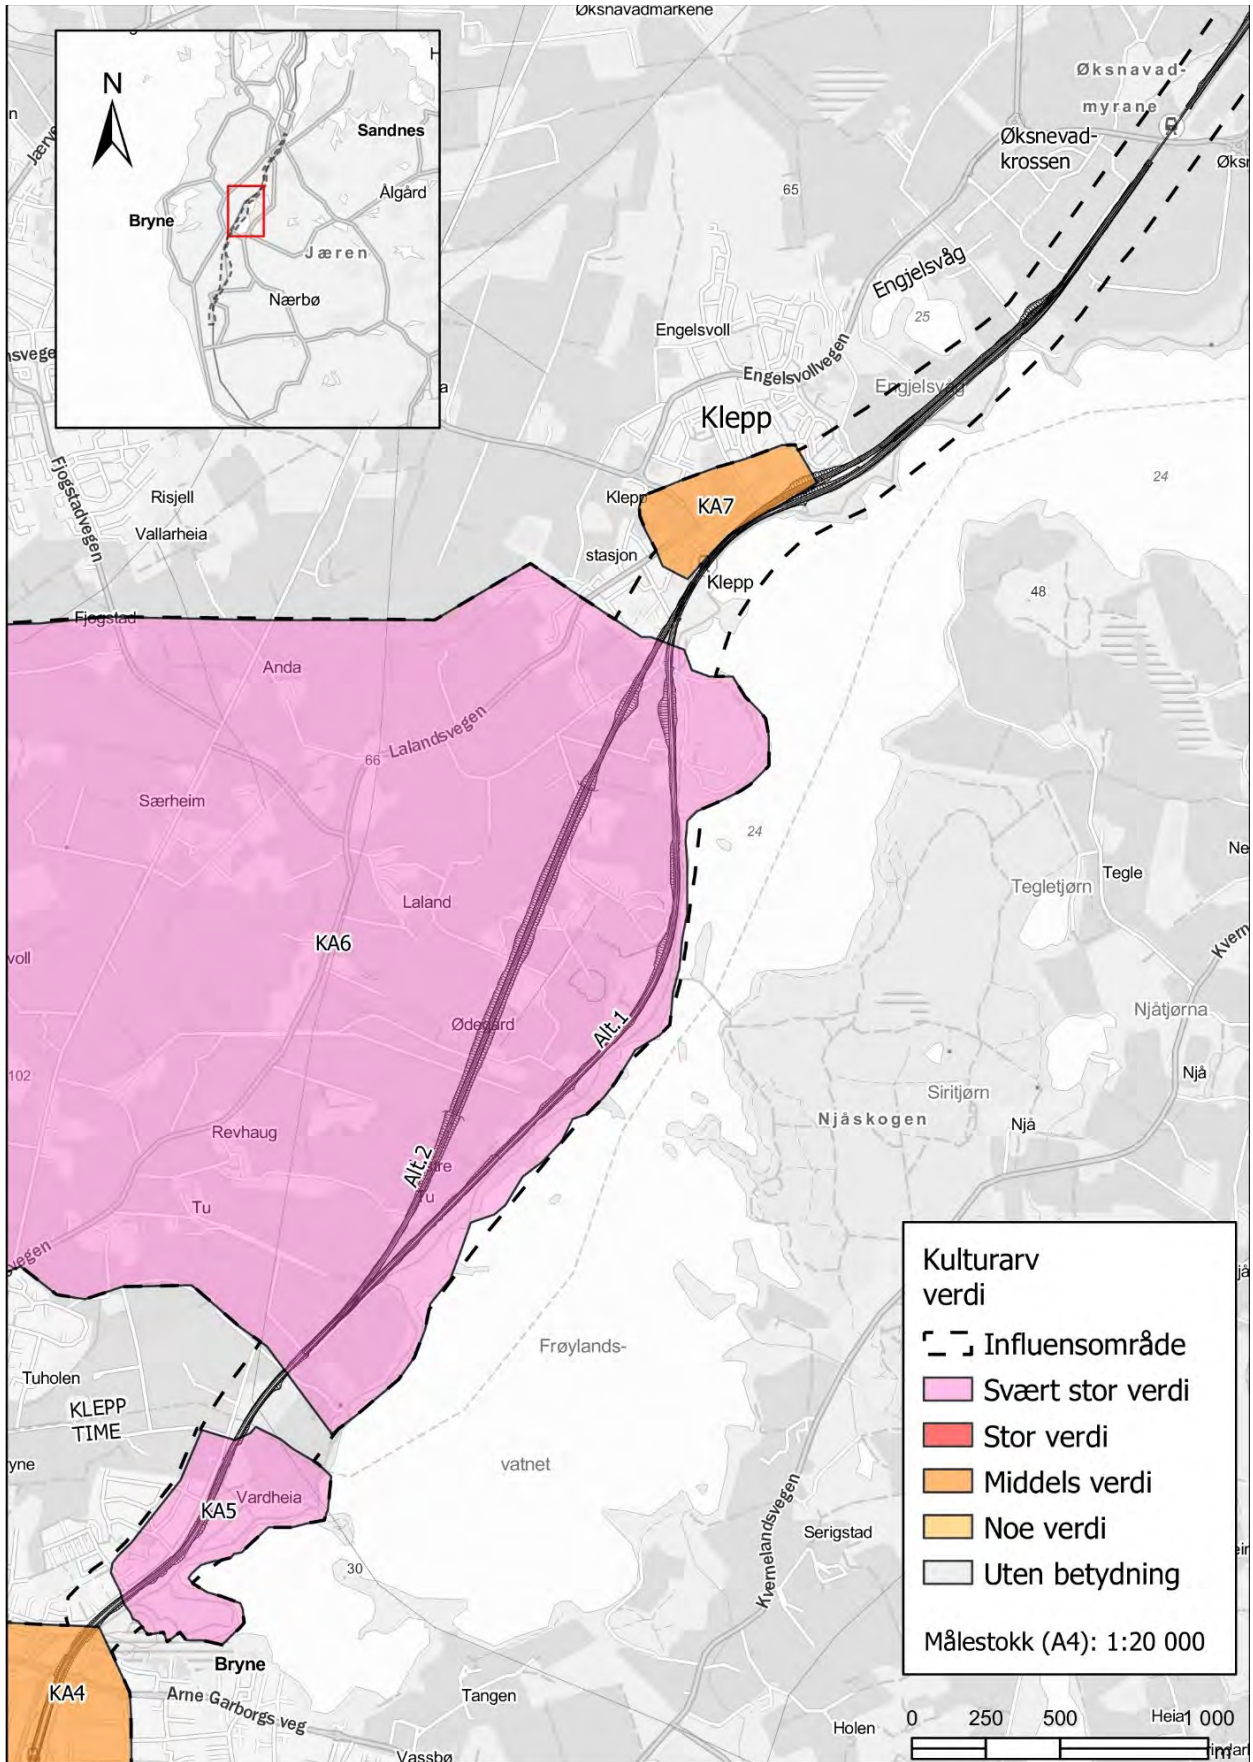 Øksnavadmarkene
N
Sandnes
Ålgård
Bryne
Jæren
Nærbø
Øksnavad-
myrane
Øksnevad-
krossen
65
Engjelsvåg
25
Engelsvoll
Engelsvollvegen
Engjelsvåg
Klepp
24
Fjogstadvegen
Risjell
Vallarheia
Klepp
KA7
stasjon
Klepp
48
Fjogstad
Anda
Lalandsvegen
66
Særheim
24
Tegle
Tegletjørn
Laland
KA6
voll
Njåtjørna
Ødegård
Alt.1
102
Njå
Siritjørn
Revhaug
Njåskogen
Njå
Alt.2
Tu
Tu
Frøylands-
vatnet
Tuholen
KLEPP
TIME
KA5
Vardheia
Kvernelandsvegen
Serigstad
30
Bryne
KA4
Arne Garborgs veg
Tangen
Vassbø
Holen
Heia
Kulturarv
verdi
Influensområde
Svært stor verdi
Stor verdi
Middels verdi
Noe verdi
Uten betydning
Målestokk (A4): 1:20 000
0 250 500 1 000
m